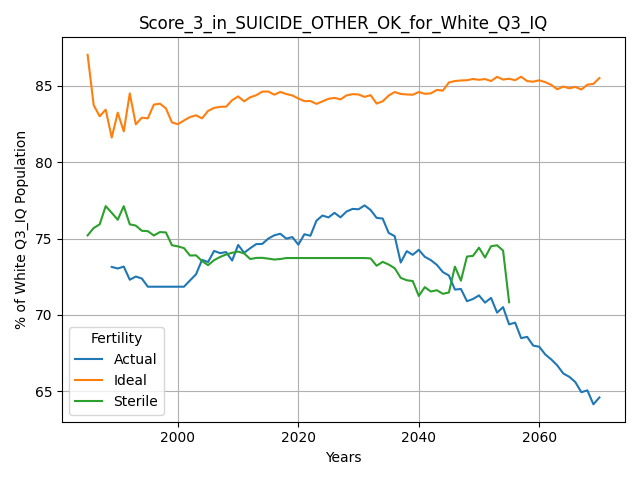 Score_3_in_SUICIDE_OTHER_OK_for_White_Q3_IQ
% of White Q3_IQ Population
85
80
75
70
65
Fertility
Actual
Ideal
Sterile
2000 2020 2040 2060
Years